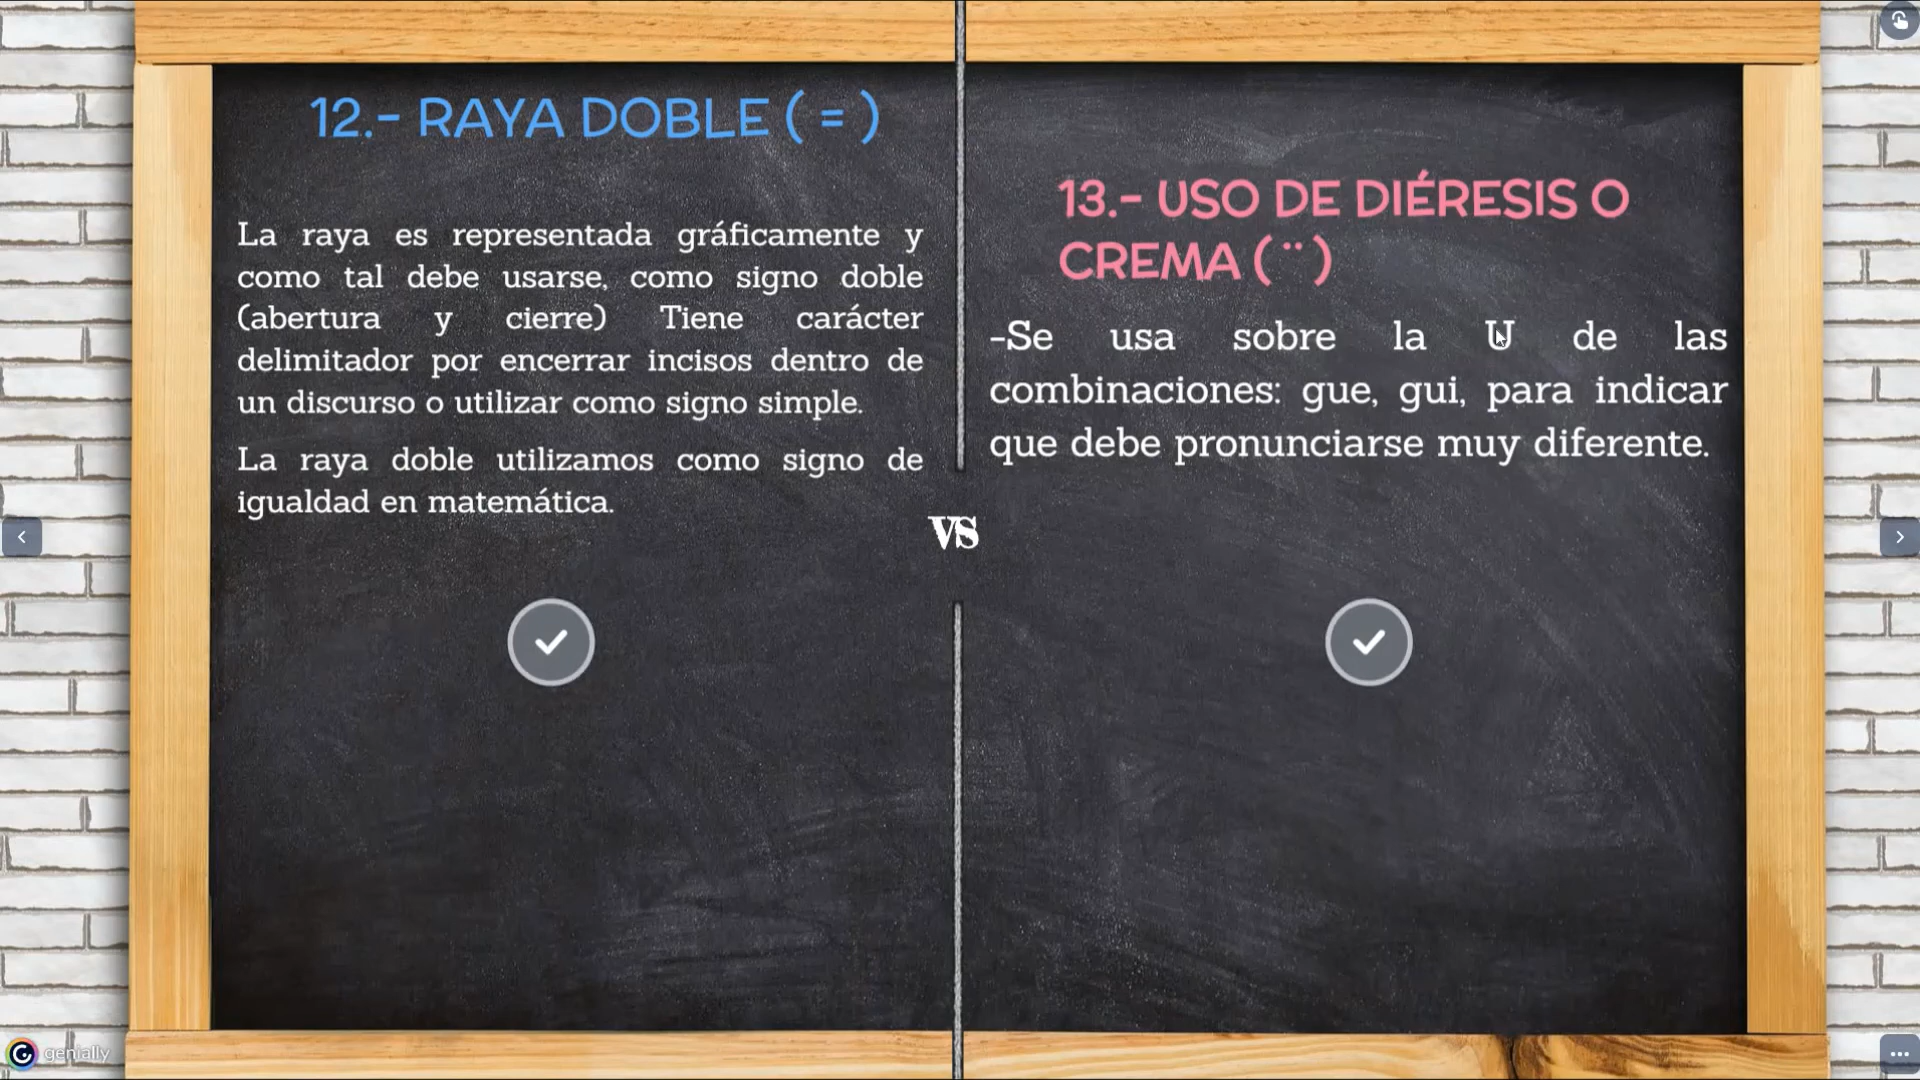 12.- RAYA DOBLE ( = )
La raya es representada gráficamente y
como tal debe usarse, como signo doble
(abertura y cierre) Tiene carácter
delimitador por encerrar incisos dentro de
un discurso o utilizar como signo simple.
La raya doble utilizamos como signo de
igualdad en matemática.
VS
13.- USO DE DIÉRESIS O
CREMA ( ¨ )
-Se usa sobre la U de las
combinaciones: gue, gui, para indicar
que debe pronunciarse muy diferente.
genially